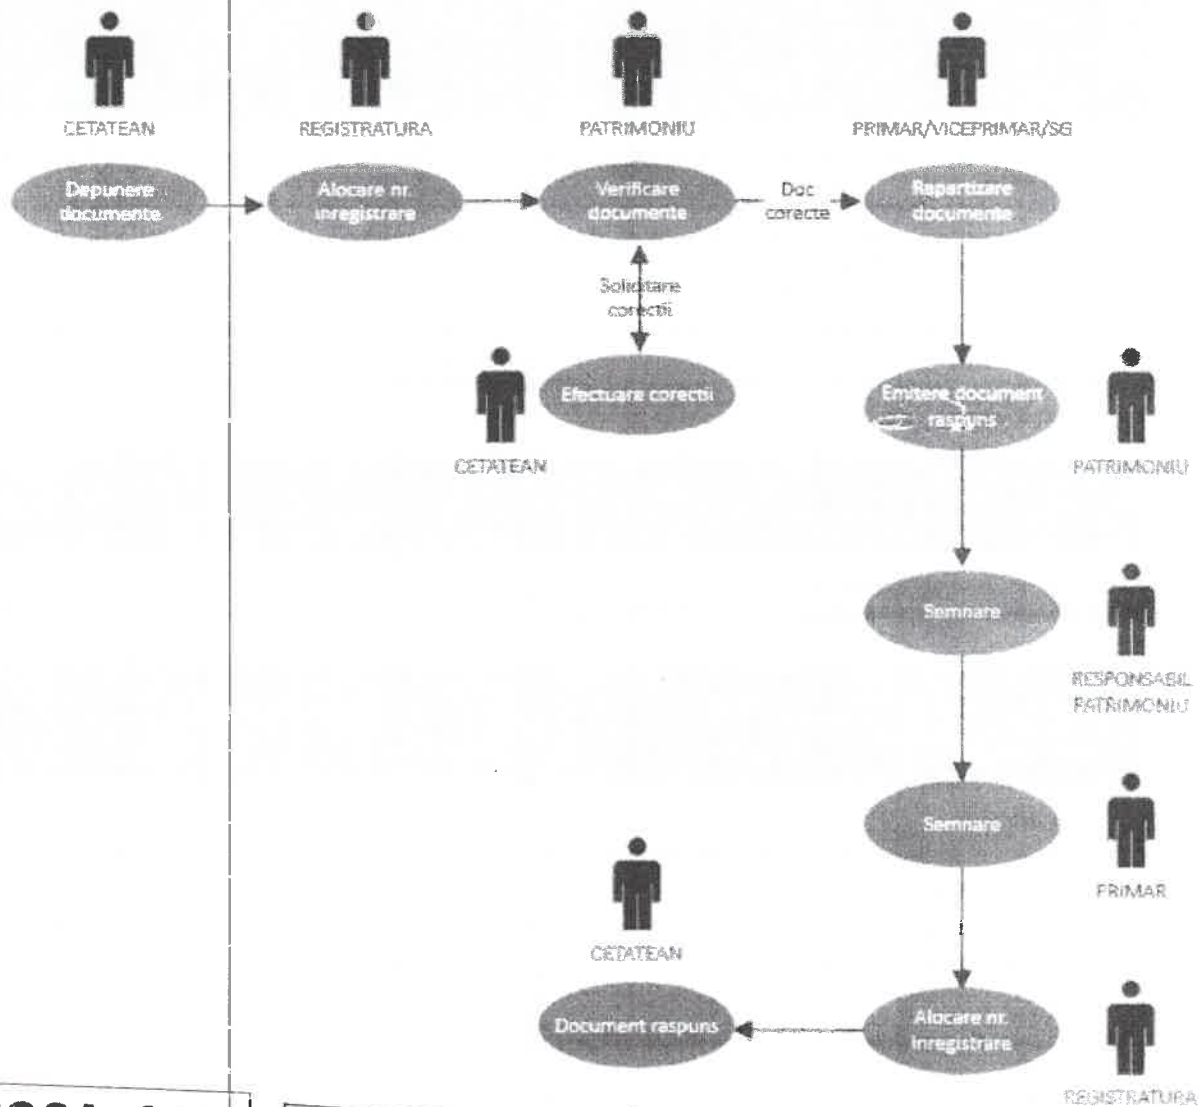 CETATEAN
REGISTRATURA
PATRIMONIU
PRIMAR/VICEPRIMAR/SG
Depunere
documente
Alocare nr.
inregistrare
Verificare
documente
Doc
corecte
Repartizare
documente
Solicitare
corectii
Efectuare corectii
CETATEAN
Emitere document
raspuns
PATRIMONIU
Semnare
RESPONSABIL
PATRIMONIU
Semnare
PRIMAR
CETATEAN
Document raspuns
Alocare nr.
inregistrare
REGISTRATURA